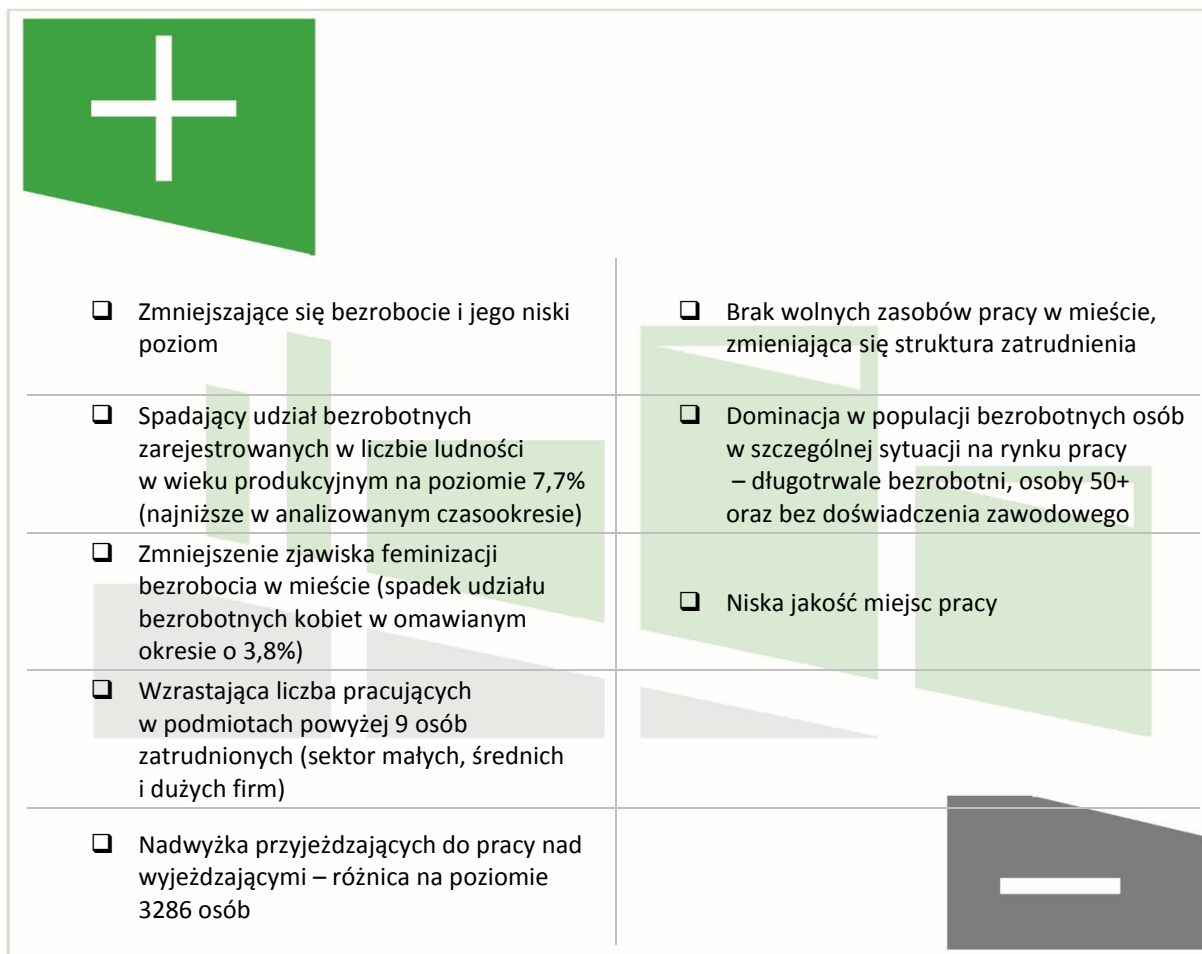 ❑ Zmniejszające się bezrobocie i jego niski
poziom
❑ Brak wolnych zasobów pracy w mieście,
zmieniająca się struktura zatrudnienia
❑ Spadający udział bezrobotnych
zarejestrowanych w liczbie ludności
w wieku produkcyjnym na poziomie 7,7%
(najniższe w analizowanym czasookresie)
❑ Dominacja w populacji bezrobotnych osób
w szczególnej sytuacji na rynku pracy
– długotrwale bezrobotni, osoby 50+
oraz bez doświadczenia zawodowego
❑ Zmniejszenie zjawiska feminizacji
bezrobocia w mieście (spadek udziału
bezrobotnych kobiet w omawianym
okresie o 3,8%)
❑ Niska jakość miejsc pracy
❑ Wzrastająca liczba pracujących
w podmiotach powyżej 9 osób
zatrudnionych (sektor małych, średnich
i dużych firm)
❑ Nadwyżka przyjeżdzających do pracy nad
wyjeżdzającymi – różnica na poziomie
3286 osób